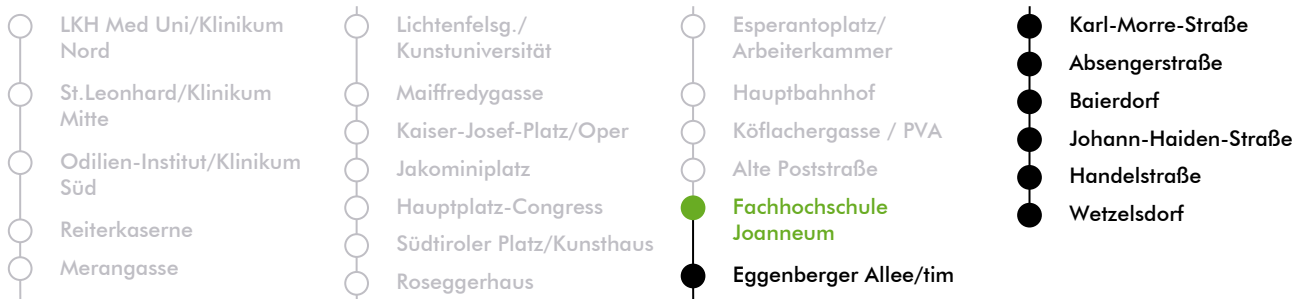 LKH Med Uni/Klinikum
Nord
St.Leonhard/Klinikum
Mitte
Odilien-Institut/Klinikum
Süd
Reiterkaserne
Merangasse
Lichtenfelsg./
Kunstuniversität
Maiffredygasse
Kaiser-Josef-Platz/Oper
Jakominiplatz
Hauptplatz-Congress
Südtiroler Platz/Kunsthaus
Roseggerhaus
Esperantoplatz/
Arbeiterkammer
Hauptbahnhof
Köflachergasse / PVA
Alte Poststraße
Fachhochschule
Joanneum
Eggenberger Allee/tim
Karl-Morre-Straße
Absengerstraße
Baierdorf
Johann-Haiden-Straße
Handelstraße
Wetzelsdorf